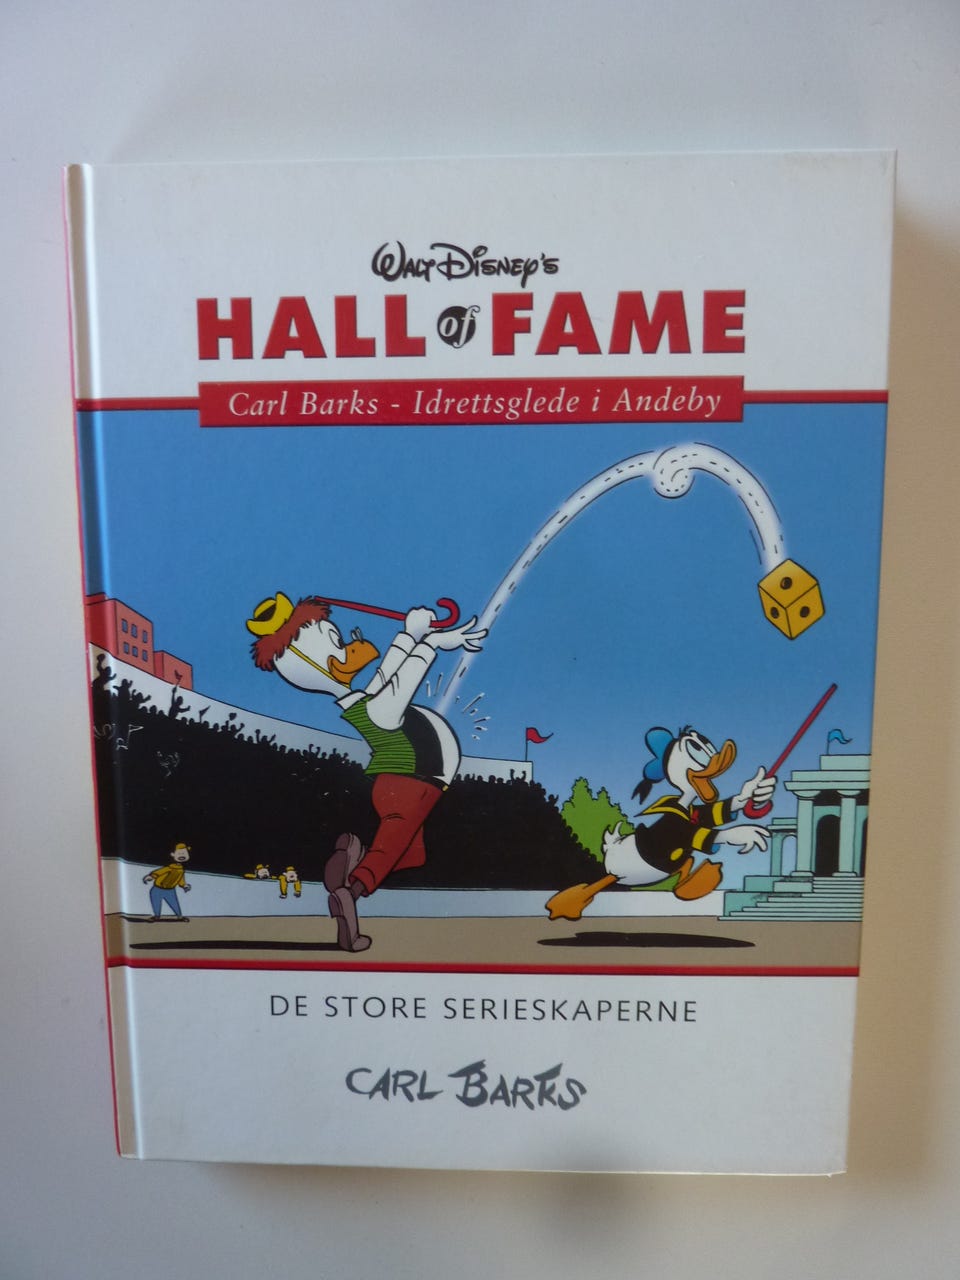 WALT DISNEY'S
HALL of FAME
Carl Barks - Idrettsglede i Andeby
DE STORE SERIESKAPERNE
CARL BARKS